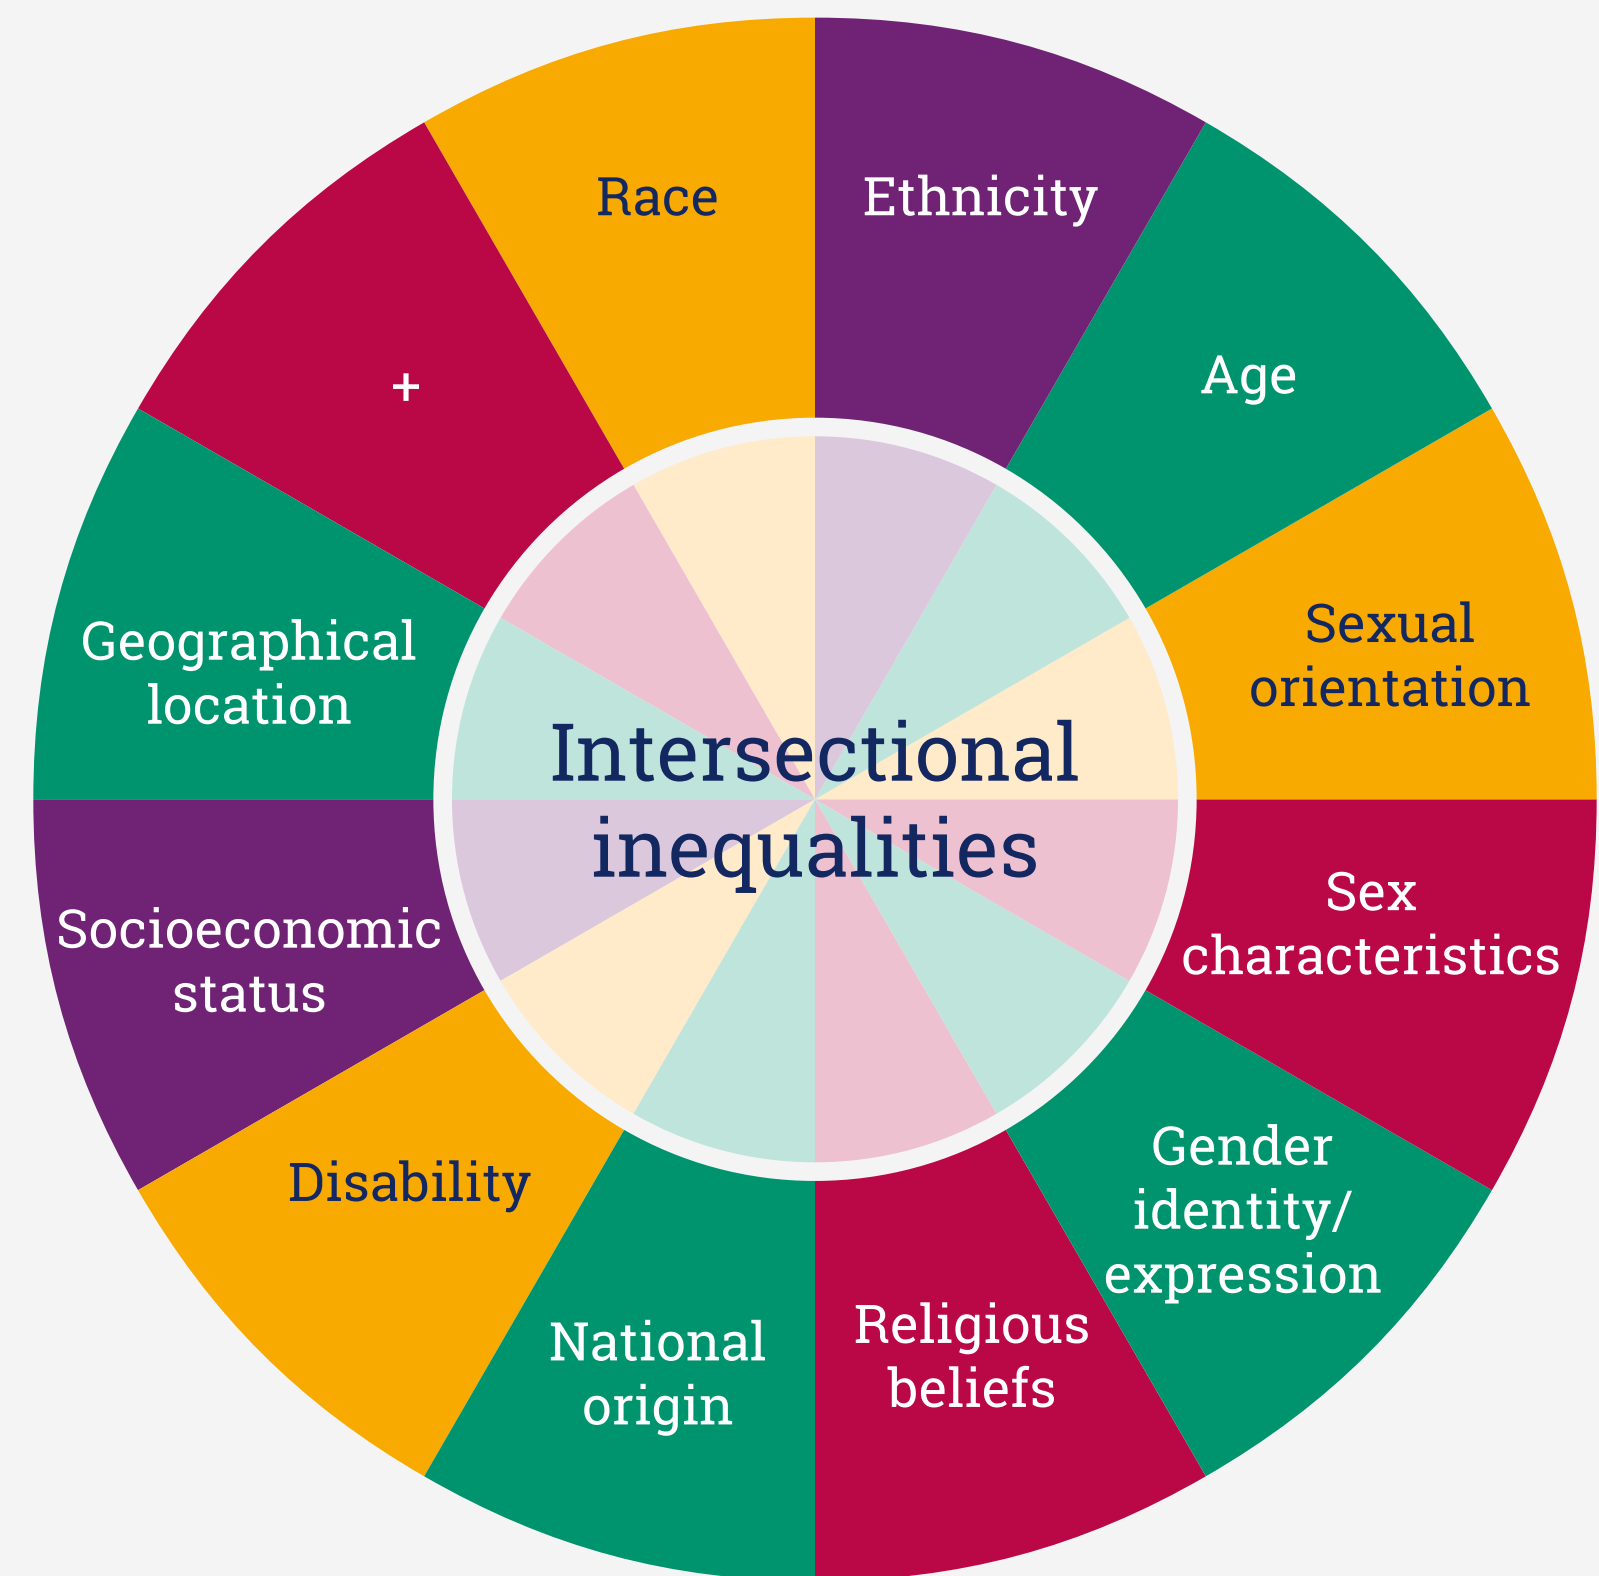 Race
Ethnicity
Age
Sexual
orientation
Sex
characteristics
Gender
identity/
expression
Religious
beliefs
National
origin
Disability
Socioeconomic
status
Geographical
location
+
Intersectional
inequalities